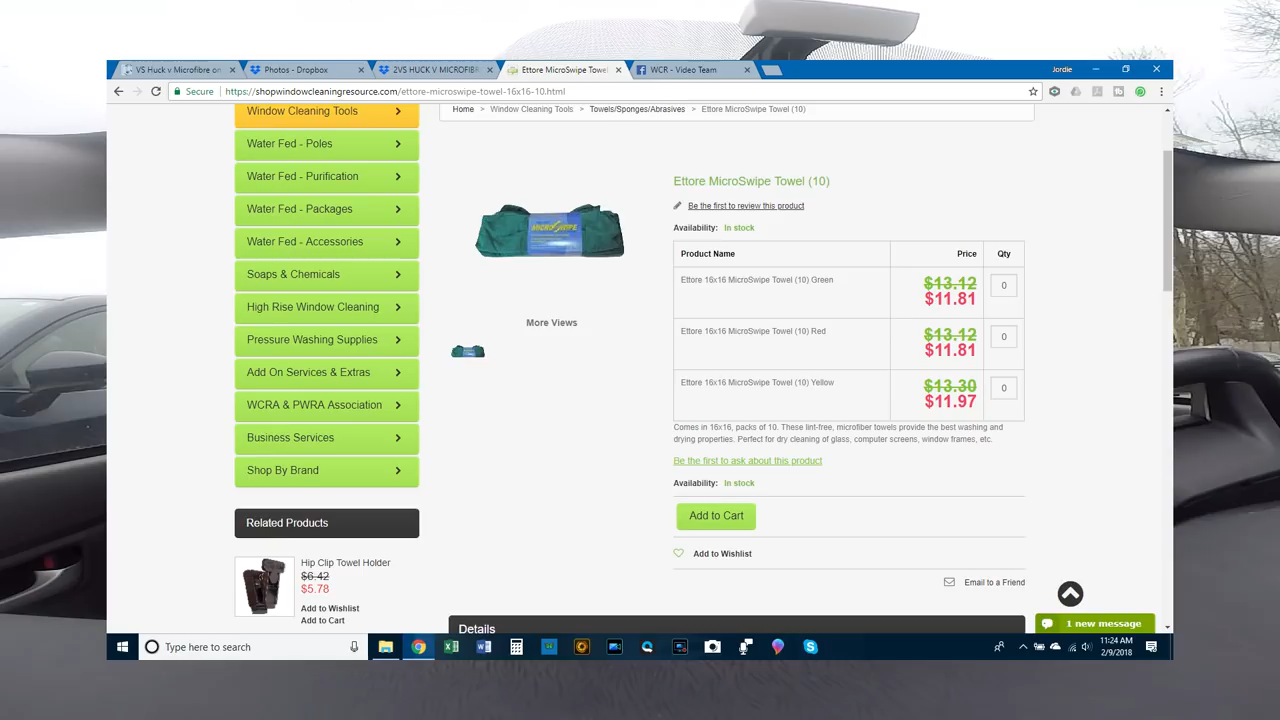 VS Huck v Microfibre on
Photos - Dropbox
2VS HUCK V MICROFIBR
Ettore MicroSwipe Towel
WCR - Video Team
Jordie
Secure
https://shopwindowcleaningresource.com/ettore-microswipe-towel-16x16-10.html
Home > Window Cleaning Tools > Towels/Sponges/Abrasives > Ettore MicroSwipe Towel (10)
Window Cleaning Tools
Water Fed - Poles
Water Fed - Purification
Water Fed - Packages
Water Fed - Accessories
Soaps & Chemicals
High Rise Window Cleaning
Pressure Washing Supplies
Add On Services & Extras
WCRA & PWRA Association
Business Services
Shop By Brand
Related Products
Hip Clip Towel Holder
$6.42
$5.78
Add to Wishlist
Add to Cart
MICROSWIPE
More Views
Ettore MicroSwipe Towel (10)
Be the first to review this product
Availability: In stock
Product Name Price Qty
Ettore 16x16 MicroSwipe Towel (10) Green $13.12 0
$11.81
Ettore 16x16 MicroSwipe Towel (10) Red $13.12 0
$11.81
Ettore 16x16 MicroSwipe Towel (10) Yellow $13.30 0
$11.97
Comes in 16x16, packs of 10. These lint-free, microfiber towels provide the best washing and
drying properties. Perfect for dry cleaning of glass, computer screens, window frames, etc.
Be the first to ask about this product
Availability: In stock
Add to Cart
Add to Wishlist
Email to a Friend
Details
1 new message
Type here to search
11:24 AM
2/9/2018